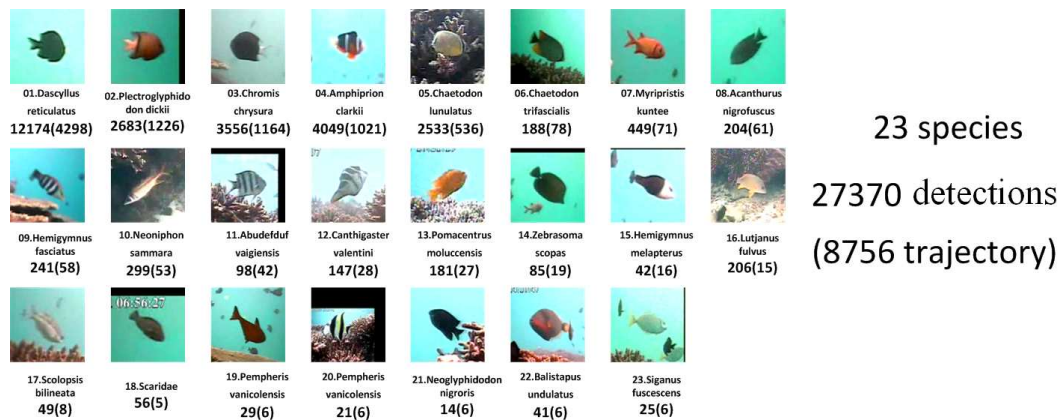 01.Dascyllus
reticulatus
12174(4298)
02.Plectroglyphido
don dickii
2683(1226)
03.Chromis
chrysura
3556(1164)
04.Amphiprion
clarkii
4049(1021)
05.Chaetodon
lunulatus
2533(536)
06.Chaetodon
trifascialis
188(78)
07.Myripristis
kuntee
449(71)
08.Acanthurus
nigrofuscus
204(61)
23 species
27370 detections
(8756 trajectory)
09.Hemigymnus
fasciatus
241(58)
10.Neoniphon
sammara
299(53)
11.Abudefduf
vaigiensis
98(42)
12.Canthigaster
valentini
147(28)
13.Pomacentrus
moluccensis
181(27)
14.Zebrasoma
scopas
85(19)
15.Hemigymnus
melapterus
42(16)
16.Lutjanus
fulvus
206(15)
06:56:27
17.Scolopsis
bilineata
49(8)
18.Scaridae
56(5)
19.Pempheris
vanicolensis
29(6)
20.Pempheris
vanicolensis
21(6)
21.Neoglyphidodon
nigroris
14(6)
22.Balistapus
undulatus
41(6)
23.Siganus
fuscescens
25(6)